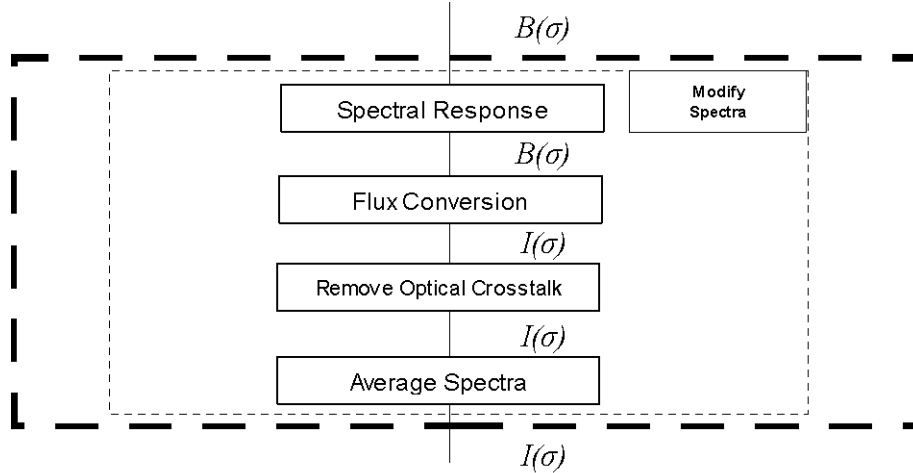 B(σ)
Spectral Response
Modify
Spectra
B(σ)
Flux Conversion
I(σ)
Remove Optical Crosstalk
I(σ)
Average Spectra
I(σ)